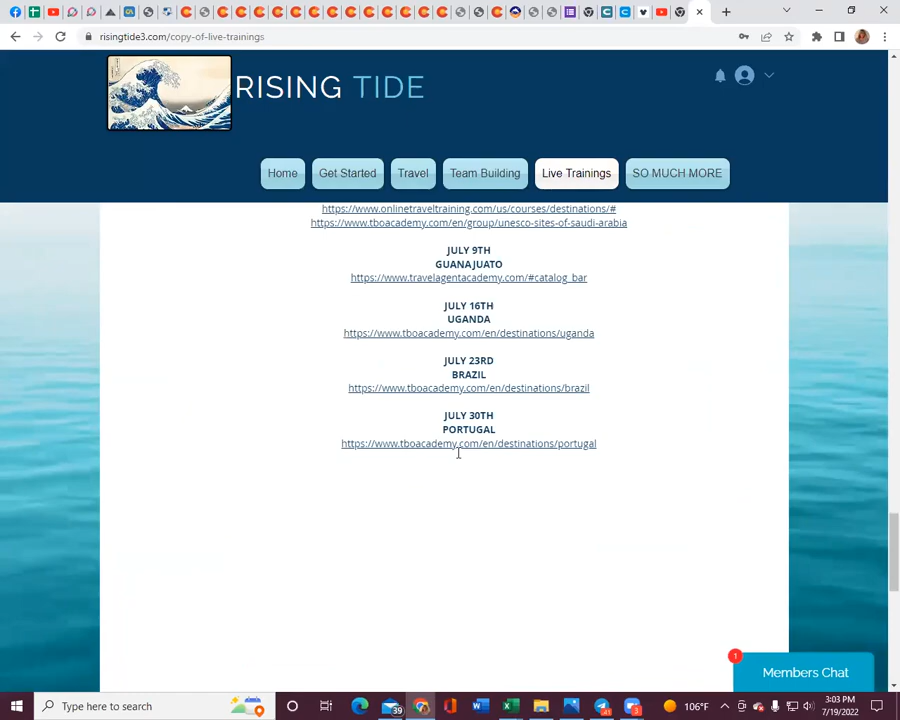 risingtide3.com/copy-of-live-trainings
RISING TIDE
Home
Get Started
Travel
Team Building
Live Trainings
SO MUCH MORE
https://www.onlinetraveltraining.com/us/courses/destinations/#
https://www.tboacademy.com/en/group/unesco-sites-of-saudi-arabia
JULY 9TH
GUANAJUATO
https://www.travelagentacademy.com/#catalog_bar
JULY 16TH
UGANDA
https://www.tboacademy.com/en/destinations/uganda
JULY 23RD
BRAZIL
https://www.tboacademy.com/en/destinations/brazil
JULY 30TH
PORTUGAL
https://www.tboacademy.com/en/destinations/portugal
1
Members Chat
Type here to search
39
41
3
106°F
3:03 PM
7/19/2022